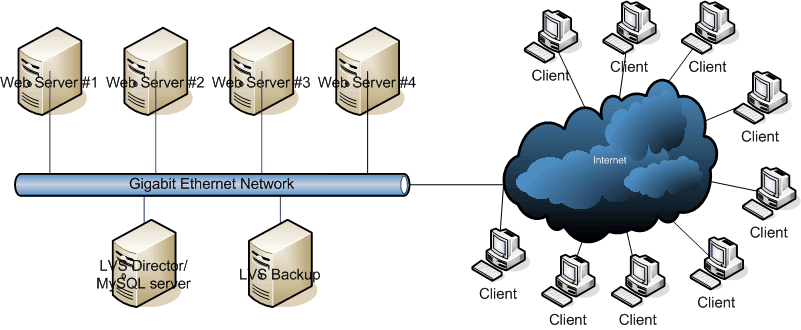 Web Server #1
Web Server #2
Web Server #3
Web Server #4
Gigabit Ethernet Network
LVS Director/
MySQL server
LVS Backup
Internet
Client
Client
Client
Client
Client
Client
Client
Client
Client